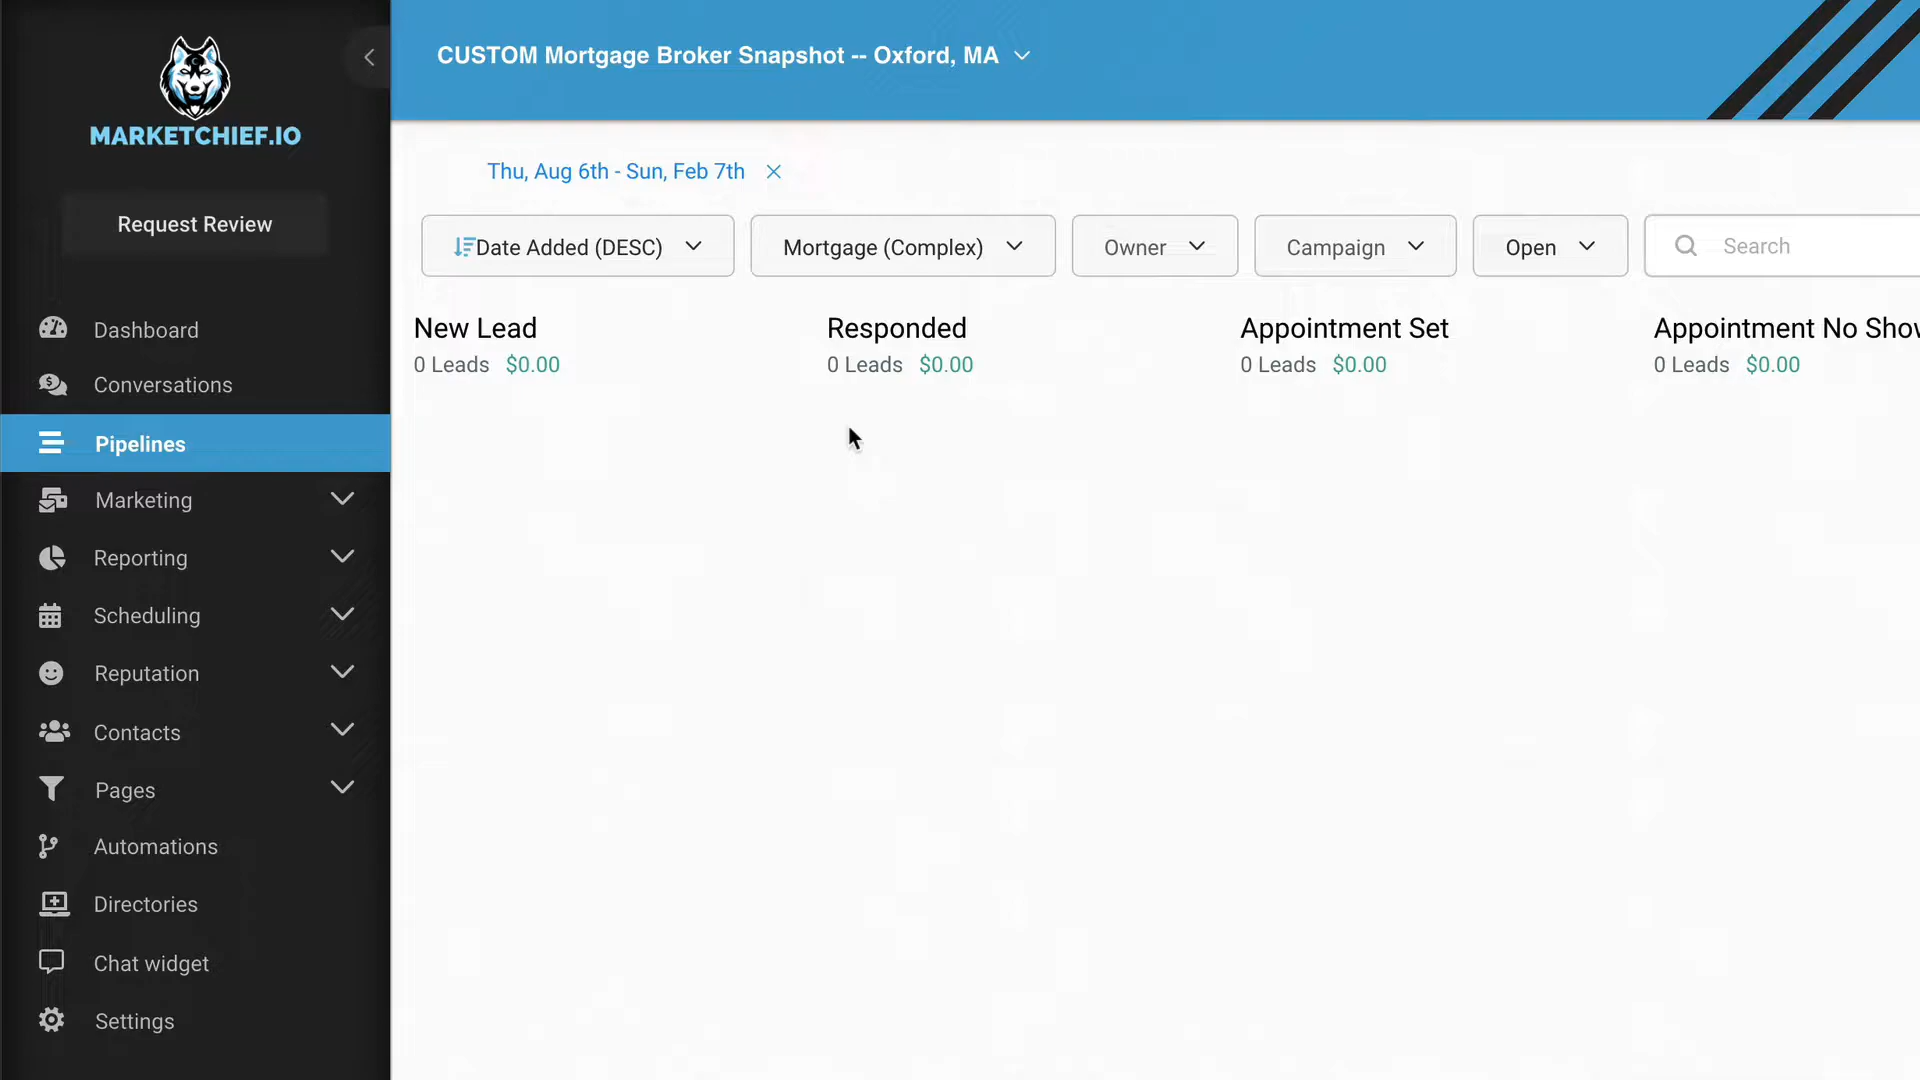 MARKETCHIEF.IO
Request Review
Dashboard
Conversations
Pipelines
Marketing
Reporting
Scheduling
Reputation
Contacts
Pages
Automations
Directories
Chat widget
Settings
CUSTOM Mortgage Broker Snapshot -- Oxford, MA
Thu, Aug 6th - Sun, Feb 7th
Date Added (DESC) Mortgage (Complex) Owner Campaign Open Search
New Lead Responded Appointment Set Appointment No Show
0 Leads $0.00 0 Leads $0.00 0 Leads $0.00 0 Leads $0.00